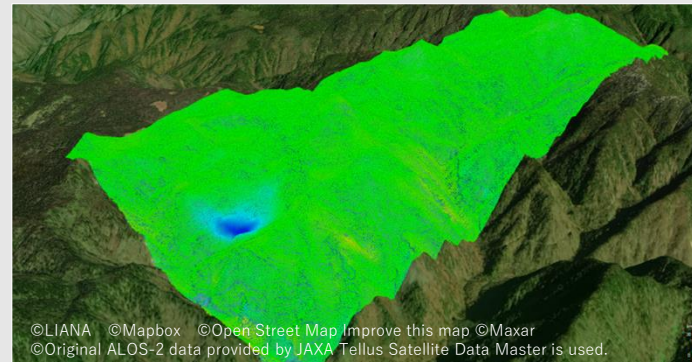 ©LIANA ©Mapbox ©Open Street Map Improve this map ©Maxar
©Original ALOS-2 data provided by JAXA Tellus Satellite Data Master is used.